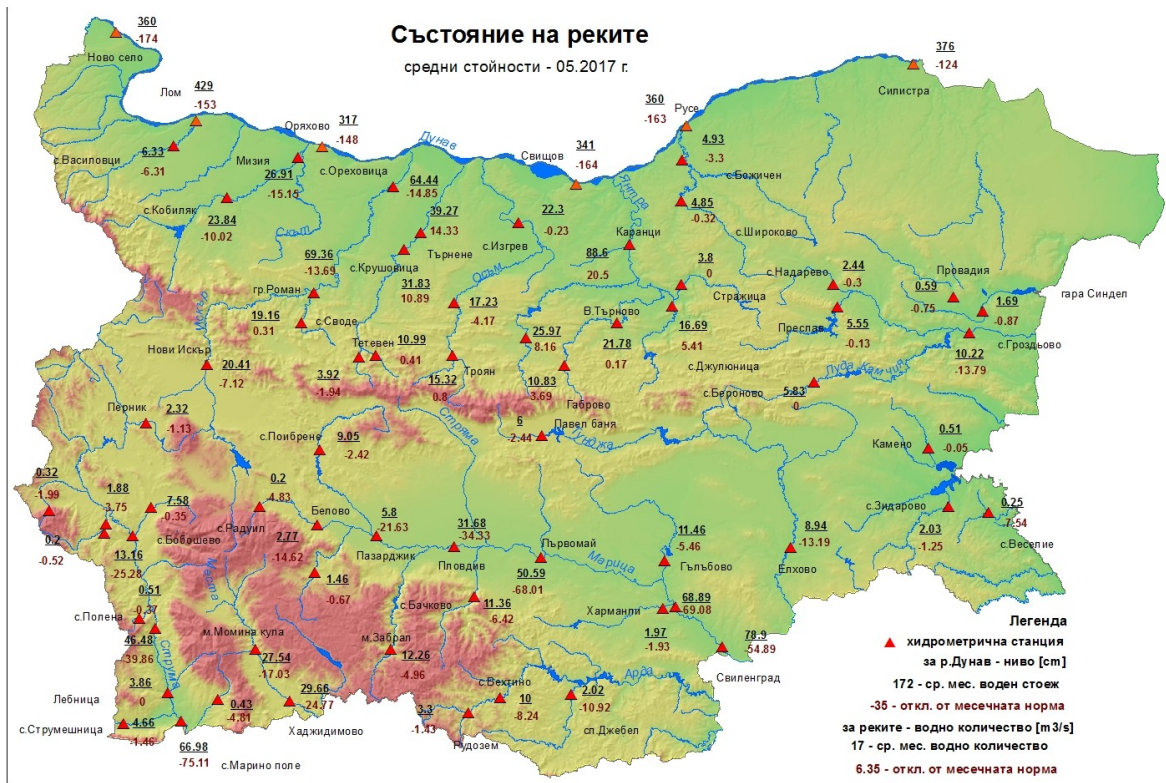 Състояние на реките
средни стойности - 05.2017 г.
360
-174
Ново село
Лом
429
-153
Оряхово
317
-148
Дунав
Свищов
341
-164
360
Русе
-163
376
-124
Силистра
с.Василовци
6.33
-6.31
Мизия
26.91
-15.15
с.Ореховица
64.44
-14.85
4.93
-3.3
с.Божичен
Янтра
4.85
-0.32
с.Широково
с.Кобиляк
23.84
-10.02
Скът
39.27
14.33
Търнене
22.3
-0.23
с.Изгрев
Каранци
88.6
20.5
69.36
-13.69
с.Крушовица
31.83
10.89
Осъм
3.8
0
Стражица
с.Надарево
2.44
-0.3
Провадия
0.59
-0.75
1.69
-0.87
гара Синдел
гр.Роман
19.16
0.31
с.Своде
17.23
-4.17
В.Търново
21.78
0.17
16.69
5.41
с.Джулюница
Преслав
5.55
-0.13
с.Гроздьово
10.22
-13.79
Искър
Нови Искър
20.41
-7.12
Тетевен
10.99
0.41
3.92
-1.94
Троян
15.32
0.8
25.97
8.16
10.83
3.69
Габрово
с.Бероново
5.83
0
Луда Камчия
Перник
2.32
-1.13
с.Поибрене
9.05
-2.42
Стряма
6
-2.44
Павел баня
Тунджа
Камено
0.51
-0.05
0.32
-1.99
1.88
-3.75
7.58
-0.35
с.Бобошево
0.2
-4.83
с.Радуил
Белово
5.8
-21.63
Пазарджик
31.68
-34.33
Пловдив
Първомай
50.59
-68.01
Марица
11.46
-5.46
Гълъбово
8.94
-13.19
Елхово
с.Зидарово
2.03
-1.25
0.25
-7.54
с.Веселие
0.2
-0.52
13.16
-25.28
2.77
-14.62
1.46
-0.67
0.51
-0.37
с.Полена
46.48
-39.86
Места
м.Момина кула
27.54
-17.03
с.Бачково
11.36
-6.42
м.Забрал
12.26
-4.96
Харманли
68.89
-69.08
1.97
-1.93
78.9
-54.89
Свиленград
Струма
Лебница
3.86
0
0.43
-4.81
29.66
-24.77
Хаджидимово
с.Струмешница
4.66
-1.46
66.98
-75.11
с.Марино поле
3.3
-1.43
Рудозем
с.Вехтино
10
-8.24
Арда
2.02
-10.92
сп.Джебел
Легенда
хидрометрична станция
за р.Дунав - ниво [cm]
172 - ср. мес. воден стоеж
-35 - откл. от месечната норма
за реките - водно количество [m3/s]
17 - ср. мес. водно количество
6.35 - откл. от месечната норма